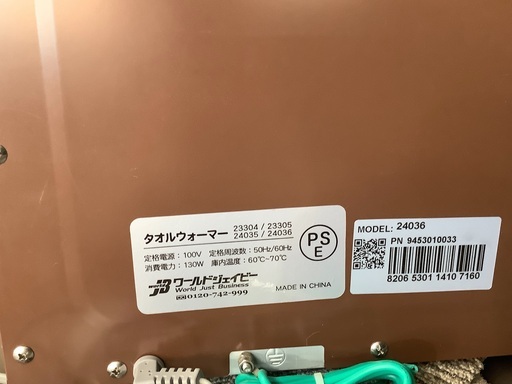 タオルウォーマー 23304 / 23305
24035 / 24036
定格電源：100V 定格周波数：50Hz/60Hz
消費電力：130W 庫内温度：60℃〜70℃
JB ワールドジェイビー
World Just Business
0120-742-999
MADE IN CHINA
PS
E
MODEL: 24036
PN 9453010033
8206 5301 1410 7160